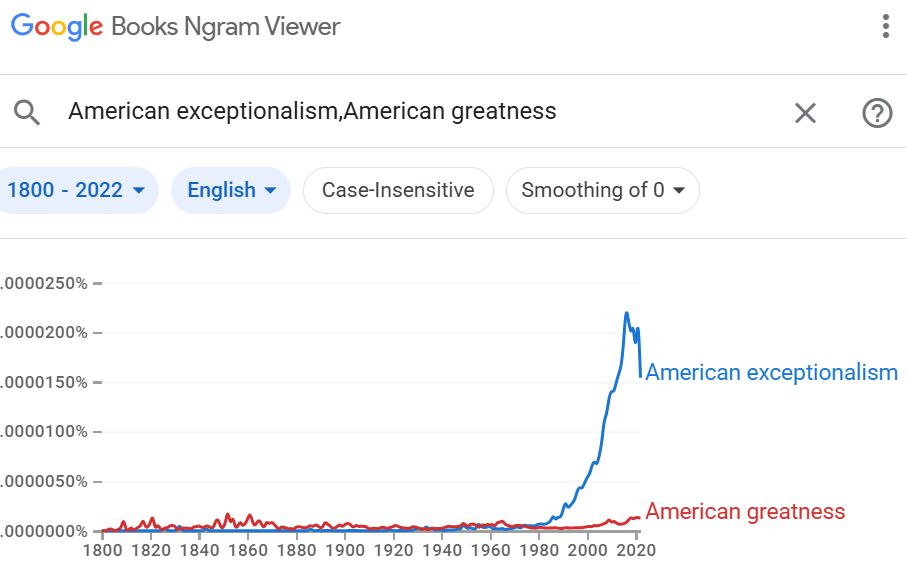 Google Books Ngram Viewer
American exceptionalism,American greatness
1800 - 2022 English Case-Insensitive Smoothing of 0
.0000250%
.0000200%
.0000150%
.0000100%
.0000050%
.0000000%
American exceptionalism
American greatness
1800 1820 1840 1860 1880 1900 1920 1940 1960 1980 2000 2020